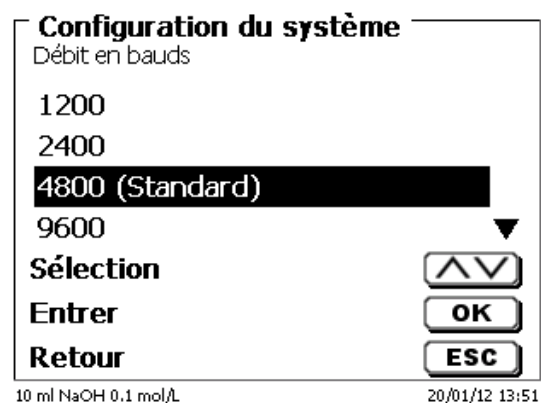 Configuration du système
Débit en bauds
1200
2400
4800 (Standard)
9600
Sélection
Entrer OK
Retour ESC
10 ml NaOH 0.1 mol/L 20/01/12 13:51